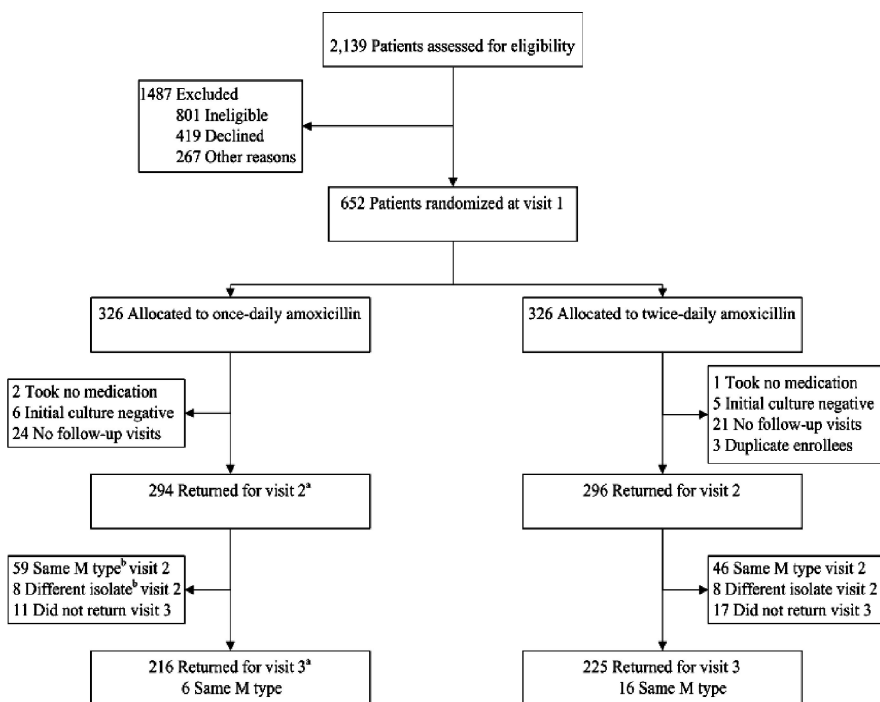 2,139 Patients assessed for eligibility
1487 Excluded
801 Ineligible
419 Declined
267 Other reasons
652 Patients randomized at visit 1
326 Allocated to once-daily amoxicillin
326 Allocated to twice-daily amoxicillin
2 Took no medication
6 Initial culture negative
24 No follow-up visits
1 Took no medication
5 Initial culture negative
21 No follow-up visits
3 Duplicate enrollees
294 Returned for visit 2ᵃ
296 Returned for visit 2
59 Same M typeᵇ visit 2
8 Different isolateᵇ visit 2
11 Did not return visit 3
46 Same M type visit 2
8 Different isolate visit 2
17 Did not return visit 3
216 Returned for visit 3ᵃ
6 Same M type
225 Returned for visit 3
16 Same M type